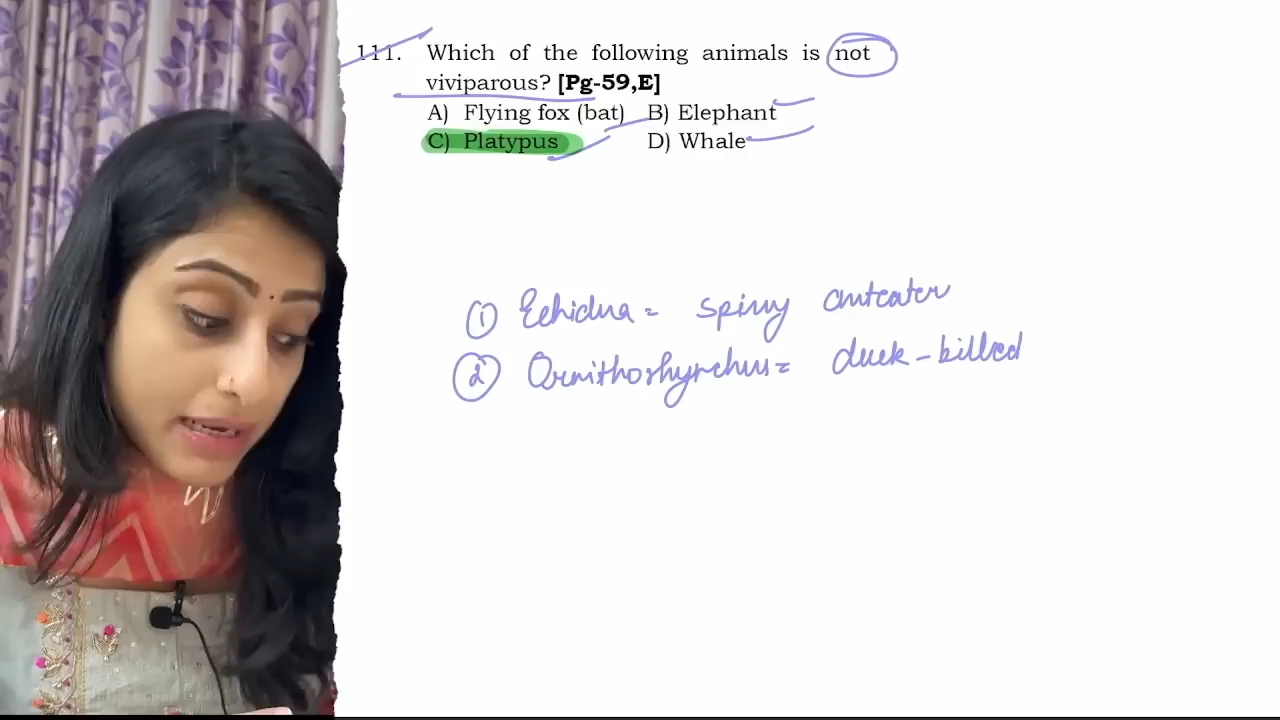 111. Which of the following animals is not
viviparous? [Pg-59,E]
A) Flying fox (bat) B) Elephant
C) Platypus D) Whale
① Echidna = spiny anteater
② Ornithorhynchus = duck-billed